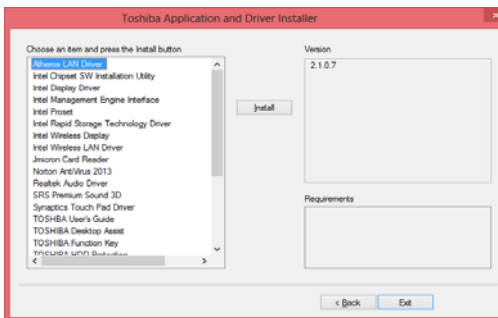 Toshiba Application and Driver Installer
Choose an item and press the Install button
Atheros LAN Driver
Intel Chipset SW Installation Utility
Intel Display Driver
Intel Management Engine Interface
Intel Proset
Intel Rapid Storage Technology Driver
Intel Wireless Display
Intel Wireless LAN Driver
Jmicron Card Reader
Norton AntiVirus 2013
Realtek Audio Driver
SRS Premium Sound 3D
Synaptics Touch Pad Driver
TOSHIBA User's Guide
TOSHIBA Desktop Assist
TOSHIBA Function Key
TOSHIBA HDD Protection
Install
Version
2.1.0.7
Requirements
< Back
Exit